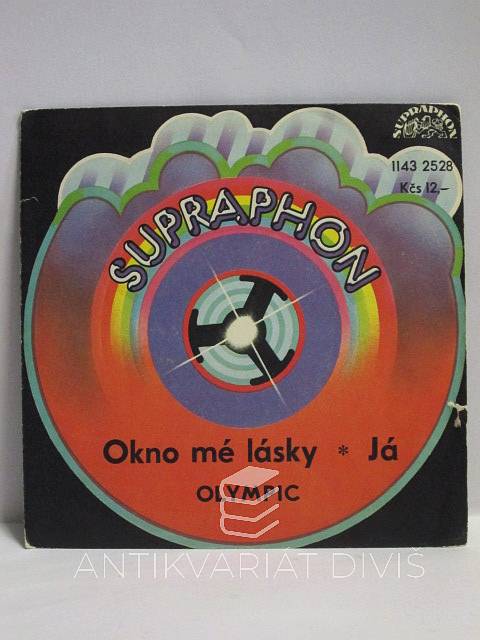 SUPRAPHON
1143 2528
Kčs 12,–
SUPRAPHON
Okno mé lásky * Já
OLYMPIC
ANTIKVARIÁT DIVIŠ